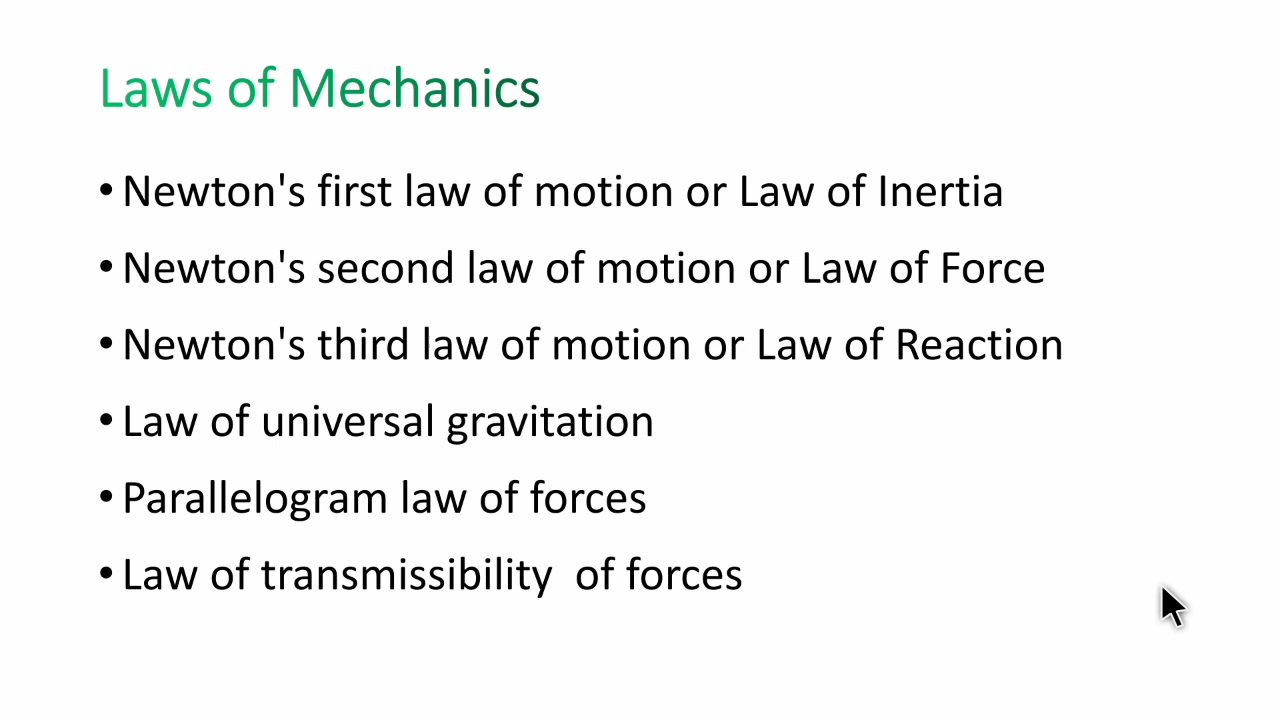 Laws of Mechanics
• Newton's first law of motion or Law of Inertia
• Newton's second law of motion or Law of Force
• Newton's third law of motion or Law of Reaction
• Law of universal gravitation
• Parallelogram law of forces
• Law of transmissibility  of forces